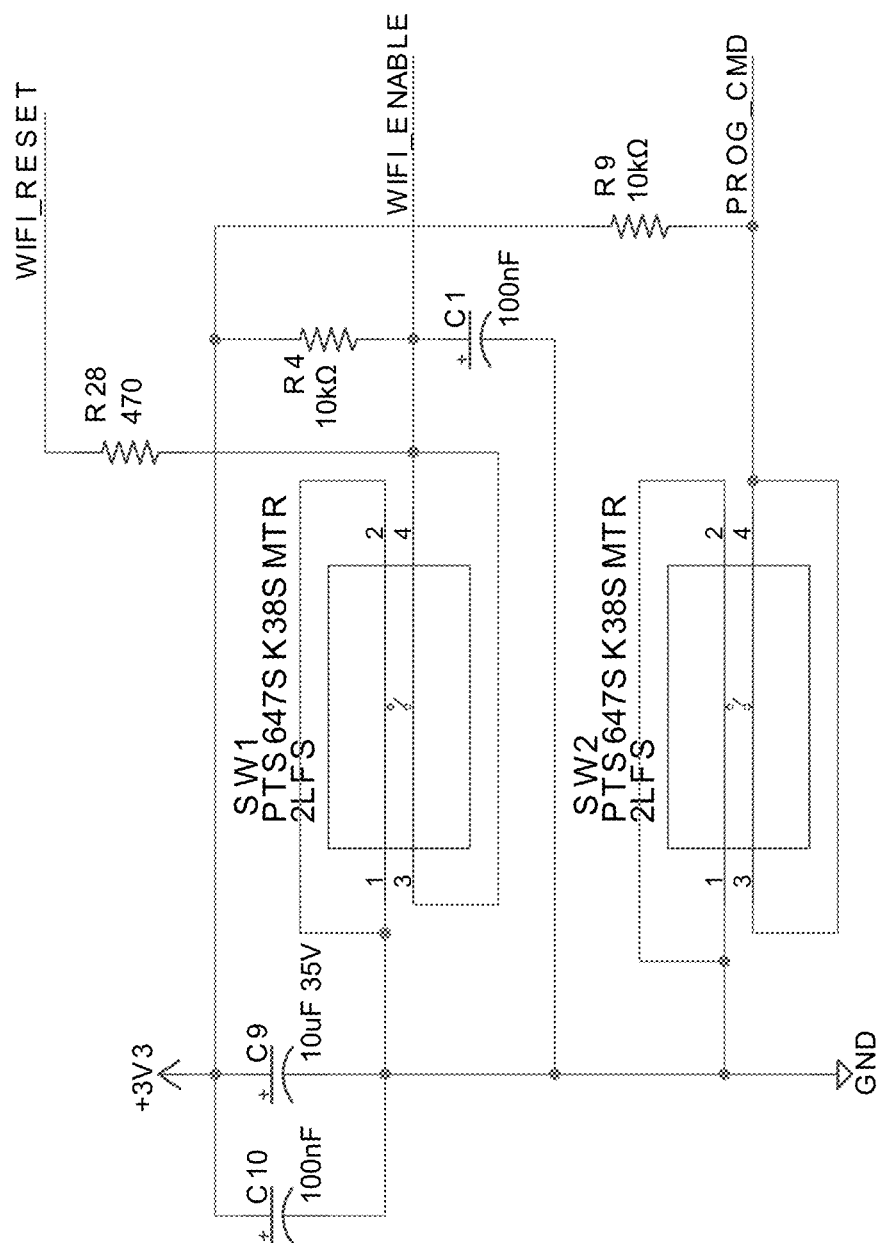 WIFI_RESET
WIFI_ENABLE
PROG_CMD
R28
470
R4
10kΩ
C1
100nF
R9
10kΩ
SW1
PTS647SK38SMTR
2LFS
1
2
3
4
SW2
PTS647SK38SMTR
2LFS
1
2
3
4
+3V3
C9
10uF 35V
+
C10
100nF
+
+
GND